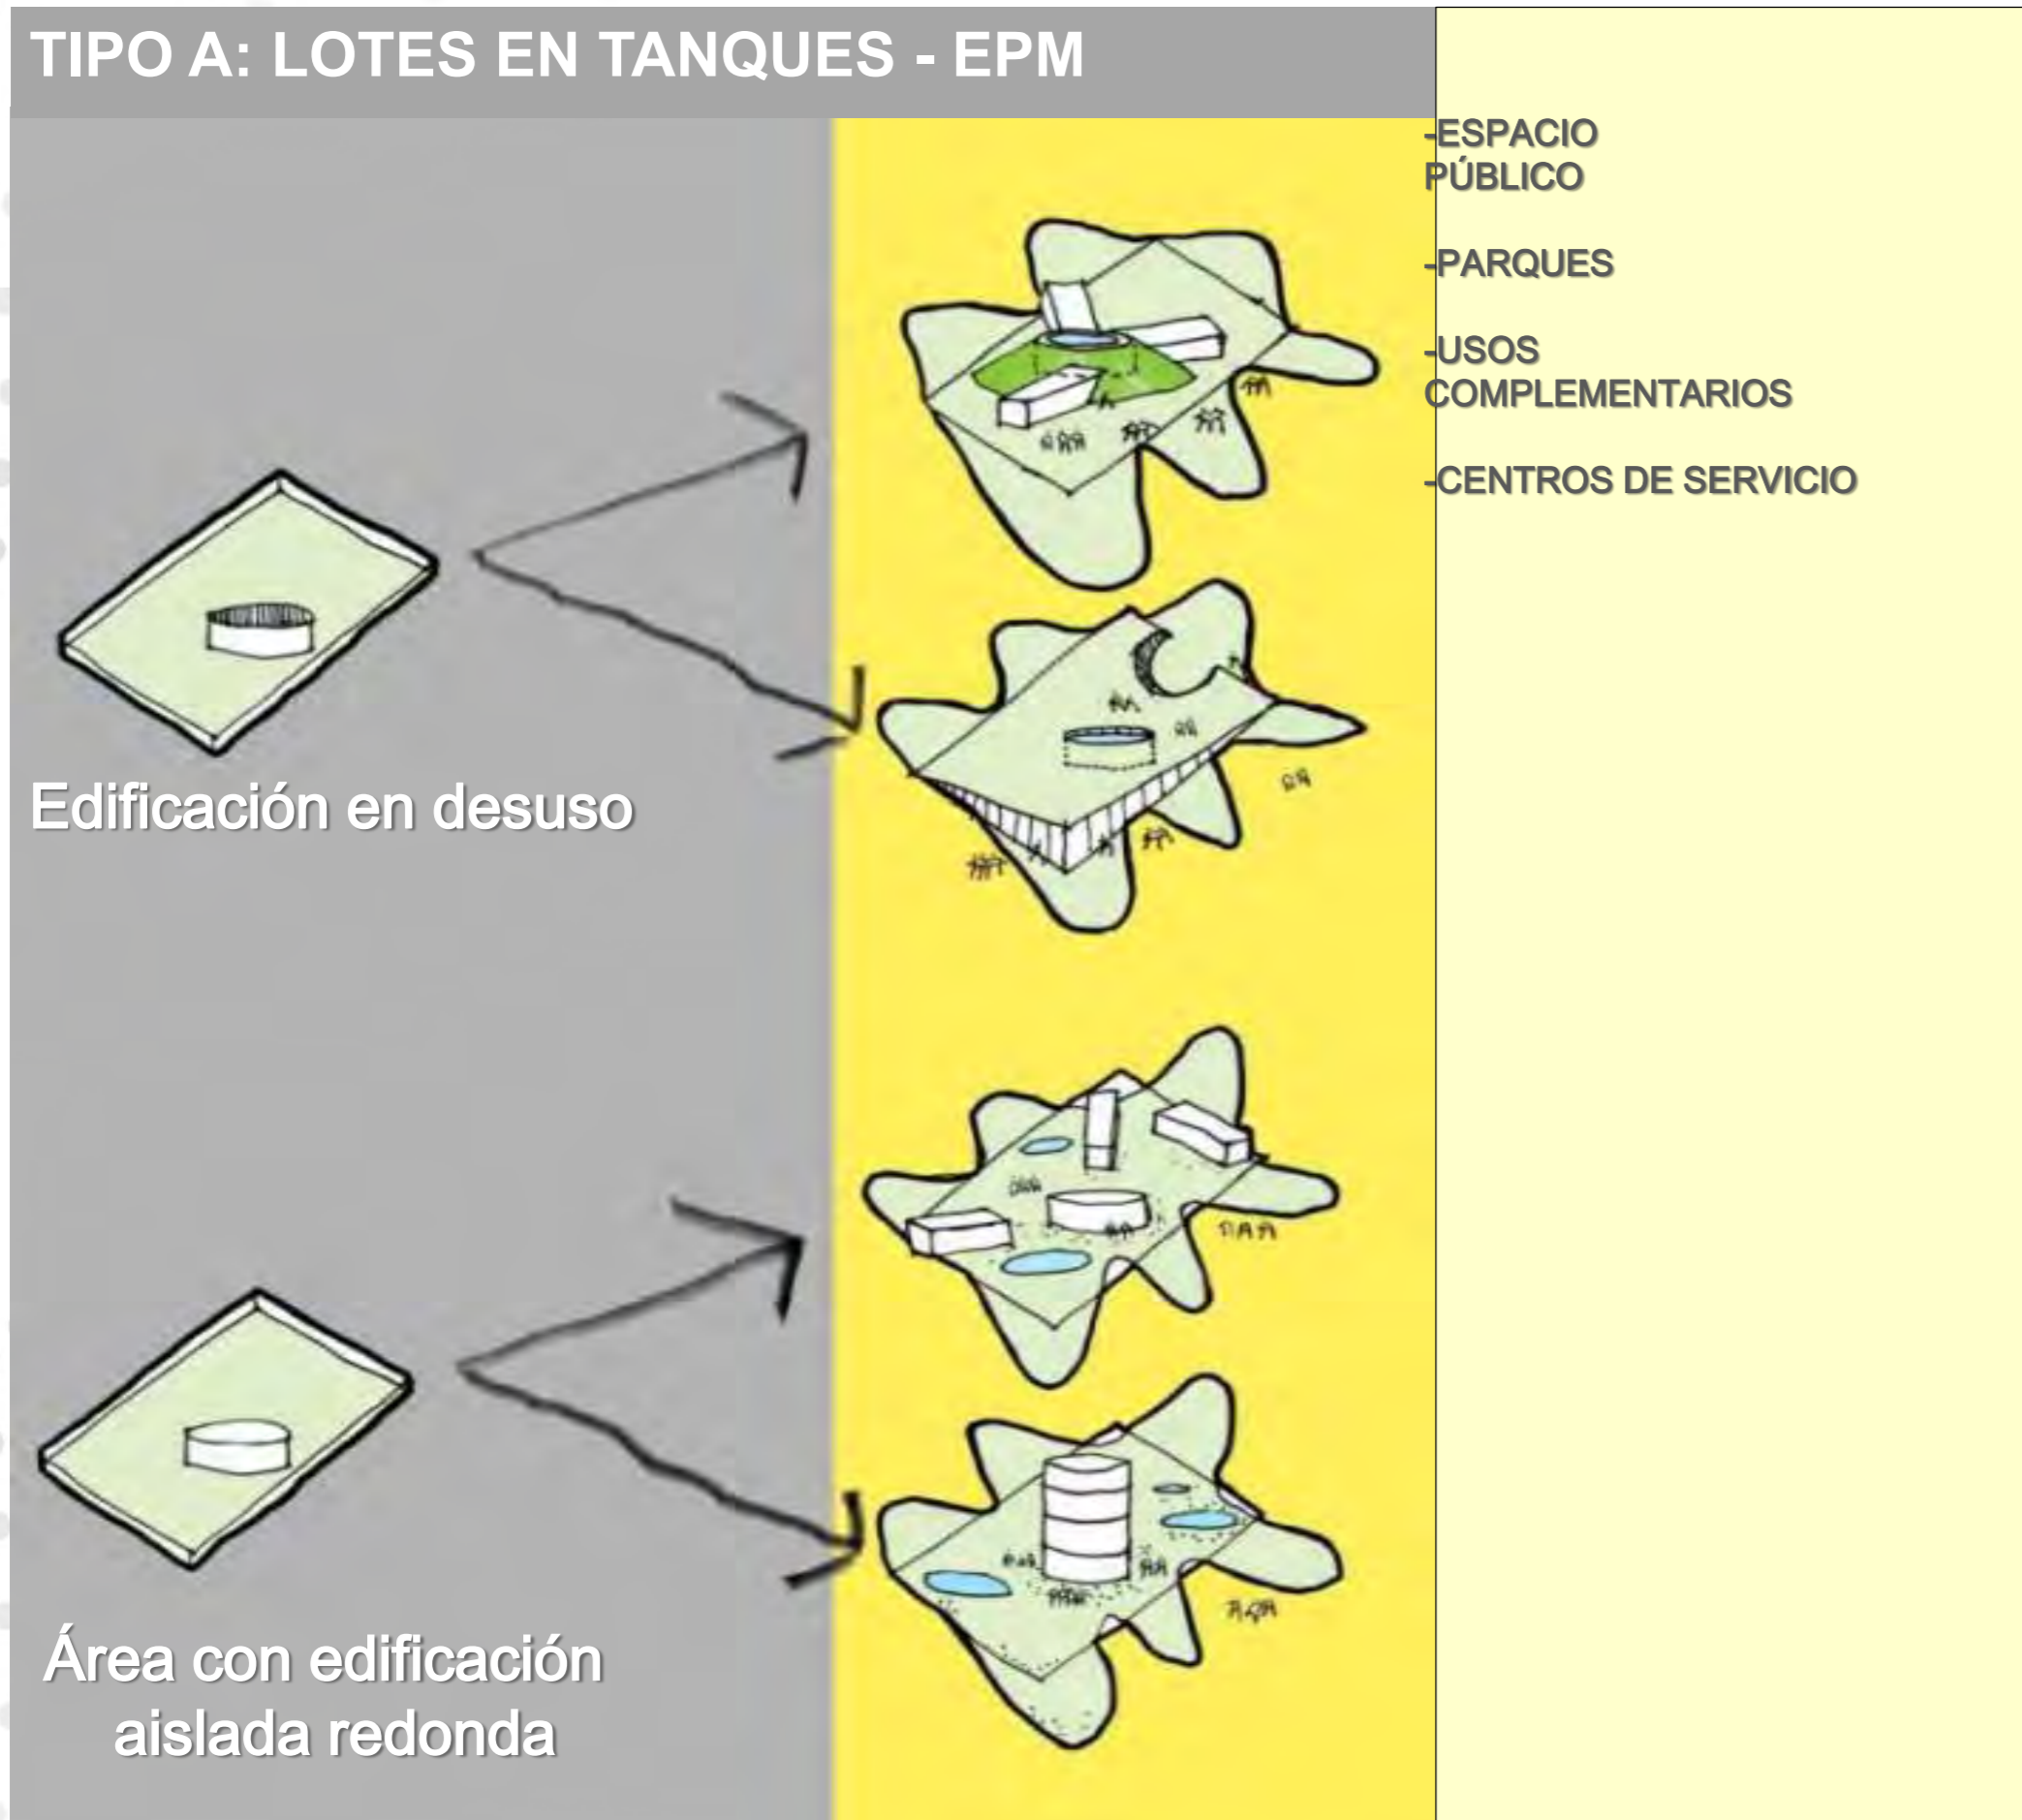 TIPO A: LOTES EN TANQUES - EPM
-ESPACIO
PÚBLICO
-PARQUES
-USOS
COMPLEMENTARIOS
-CENTROS DE SERVICIO
Edificación en desuso
Área con edificación
aislada redonda